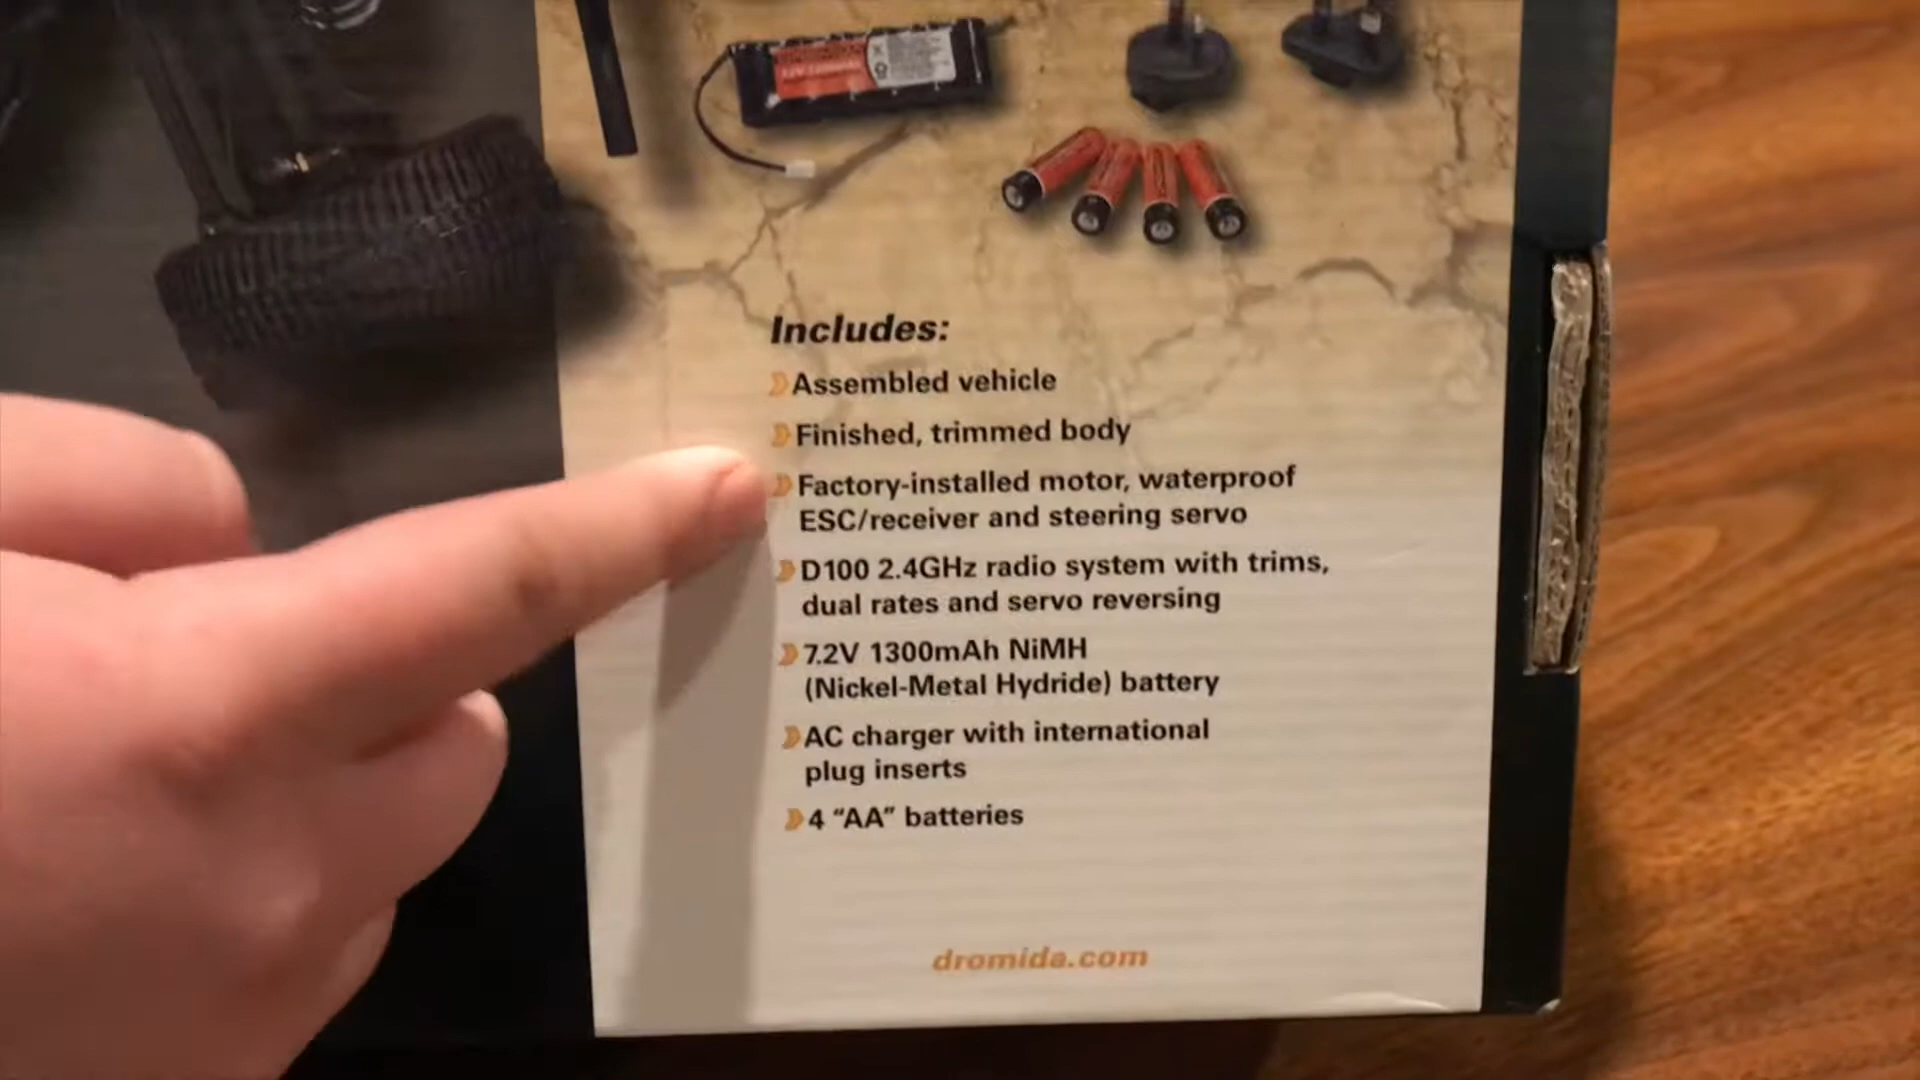 Includes:
Assembled vehicle
Finished, trimmed body
Factory-installed motor, waterproof
ESC/receiver and steering servo
D100 2.4GHz radio system with trims,
dual rates and servo reversing
7.2V 1300mAh NiMH
(Nickel-Metal Hydride) battery
AC charger with international
plug inserts
4 “AA” batteries
dromida.com